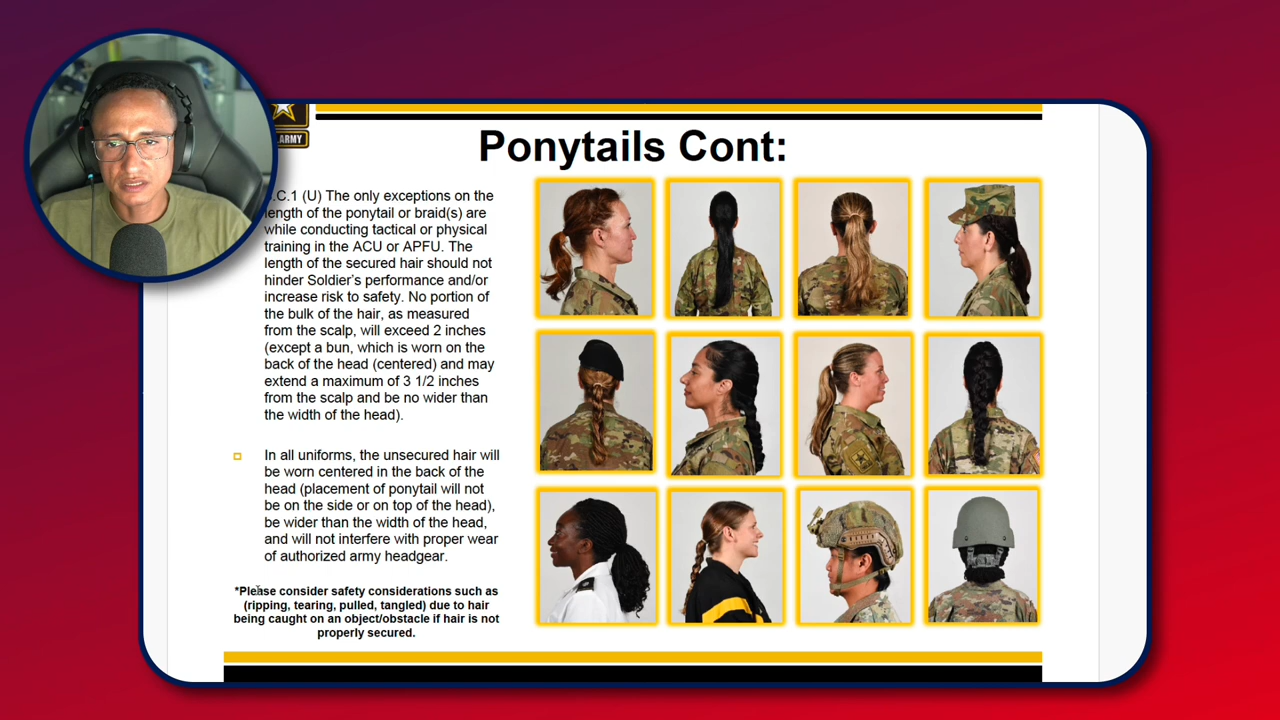 ARMY
Ponytails Cont:
.C.1 (U) The only exceptions on the
length of the ponytail or braid(s) are
while conducting tactical or physical
training in the ACU or APFU. The
length of the secured hair should not
hinder Soldier's performance and/or
increase risk to safety. No portion of
the bulk of the hair, as measured
from the scalp, will exceed 2 inches
(except a bun, which is worn on the
back of the head (centered) and may
extend a maximum of 3 1/2 inches
from the scalp and be no wider than
the width of the head).
In all uniforms, the unsecured hair will
be worn centered in the back of the
head (placement of ponytail will not
be on the side or on top of the head),
be wider than the width of the head,
and will not interfere with proper wear
of authorized army headgear.
*Please consider safety considerations such as
(ripping, tearing, pulled, tangled) due to hair
being caught on an object/obstacle if hair is not
properly secured.